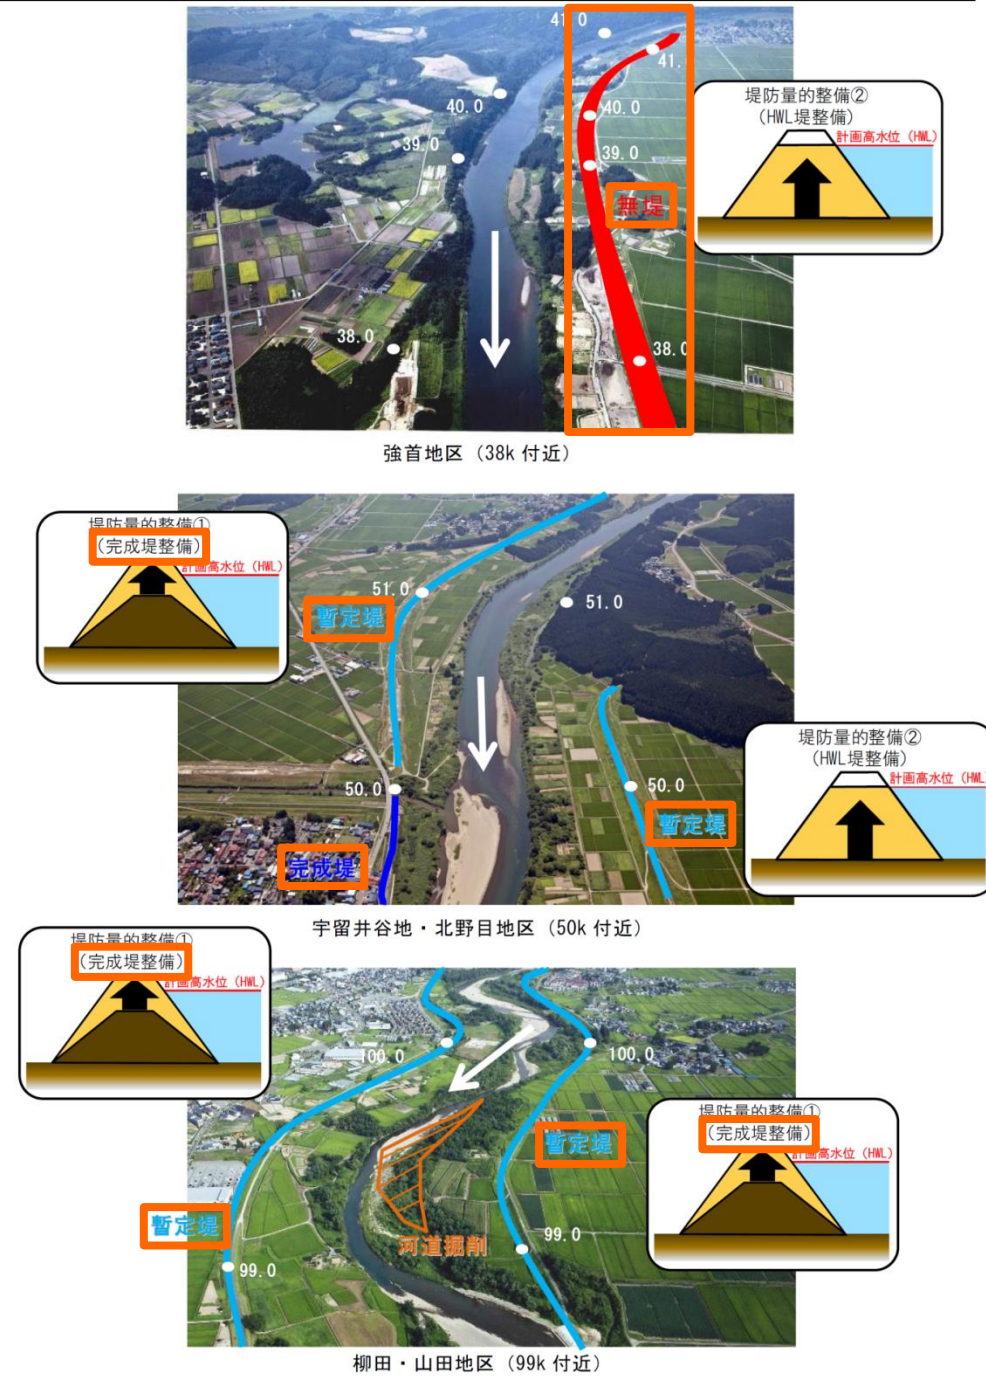 41.0
41.
40.0
40.0
39.0
39.0
無堤
38.0
38.0
堤防量的整備②
(HWL堤整備)
計画高水位 (HWL)
強首地区 (38k 付近)
堤防量的整備①
(完成堤整備)
計画高水位 (HWL)
51.0
暫定堤
51.0
50.0
完成堤
50.0
暫定堤
堤防量的整備②
(HWL堤整備)
計画高水位 (HWL)
宇留井谷地・北野目地区 (50k 付近)
堤防量的整備①
(完成堤整備)
計画高水位 (HWL)
100.0
100.0
暫定堤
暫定堤
河道掘削
99.0
99.0
堤防量的整備①
(完成堤整備)
計画高水位 (HWL)
柳田・山田地区 (99k 付近)